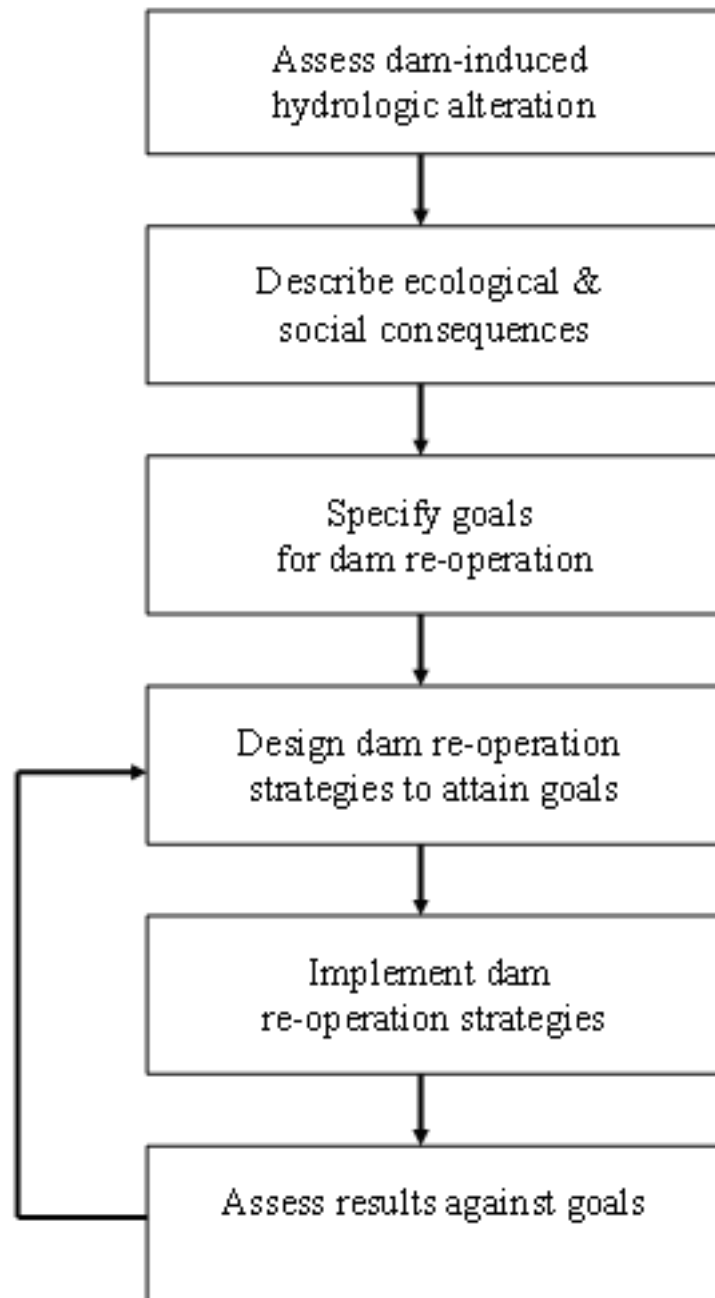 Assess dam-induced
hydrologic alteration
Describe ecological &
social consequences
Specify goals
for dam re-operation
Design dam re-operation
strategies to attain goals
Implement dam
re-operation strategies
Assess results against goals